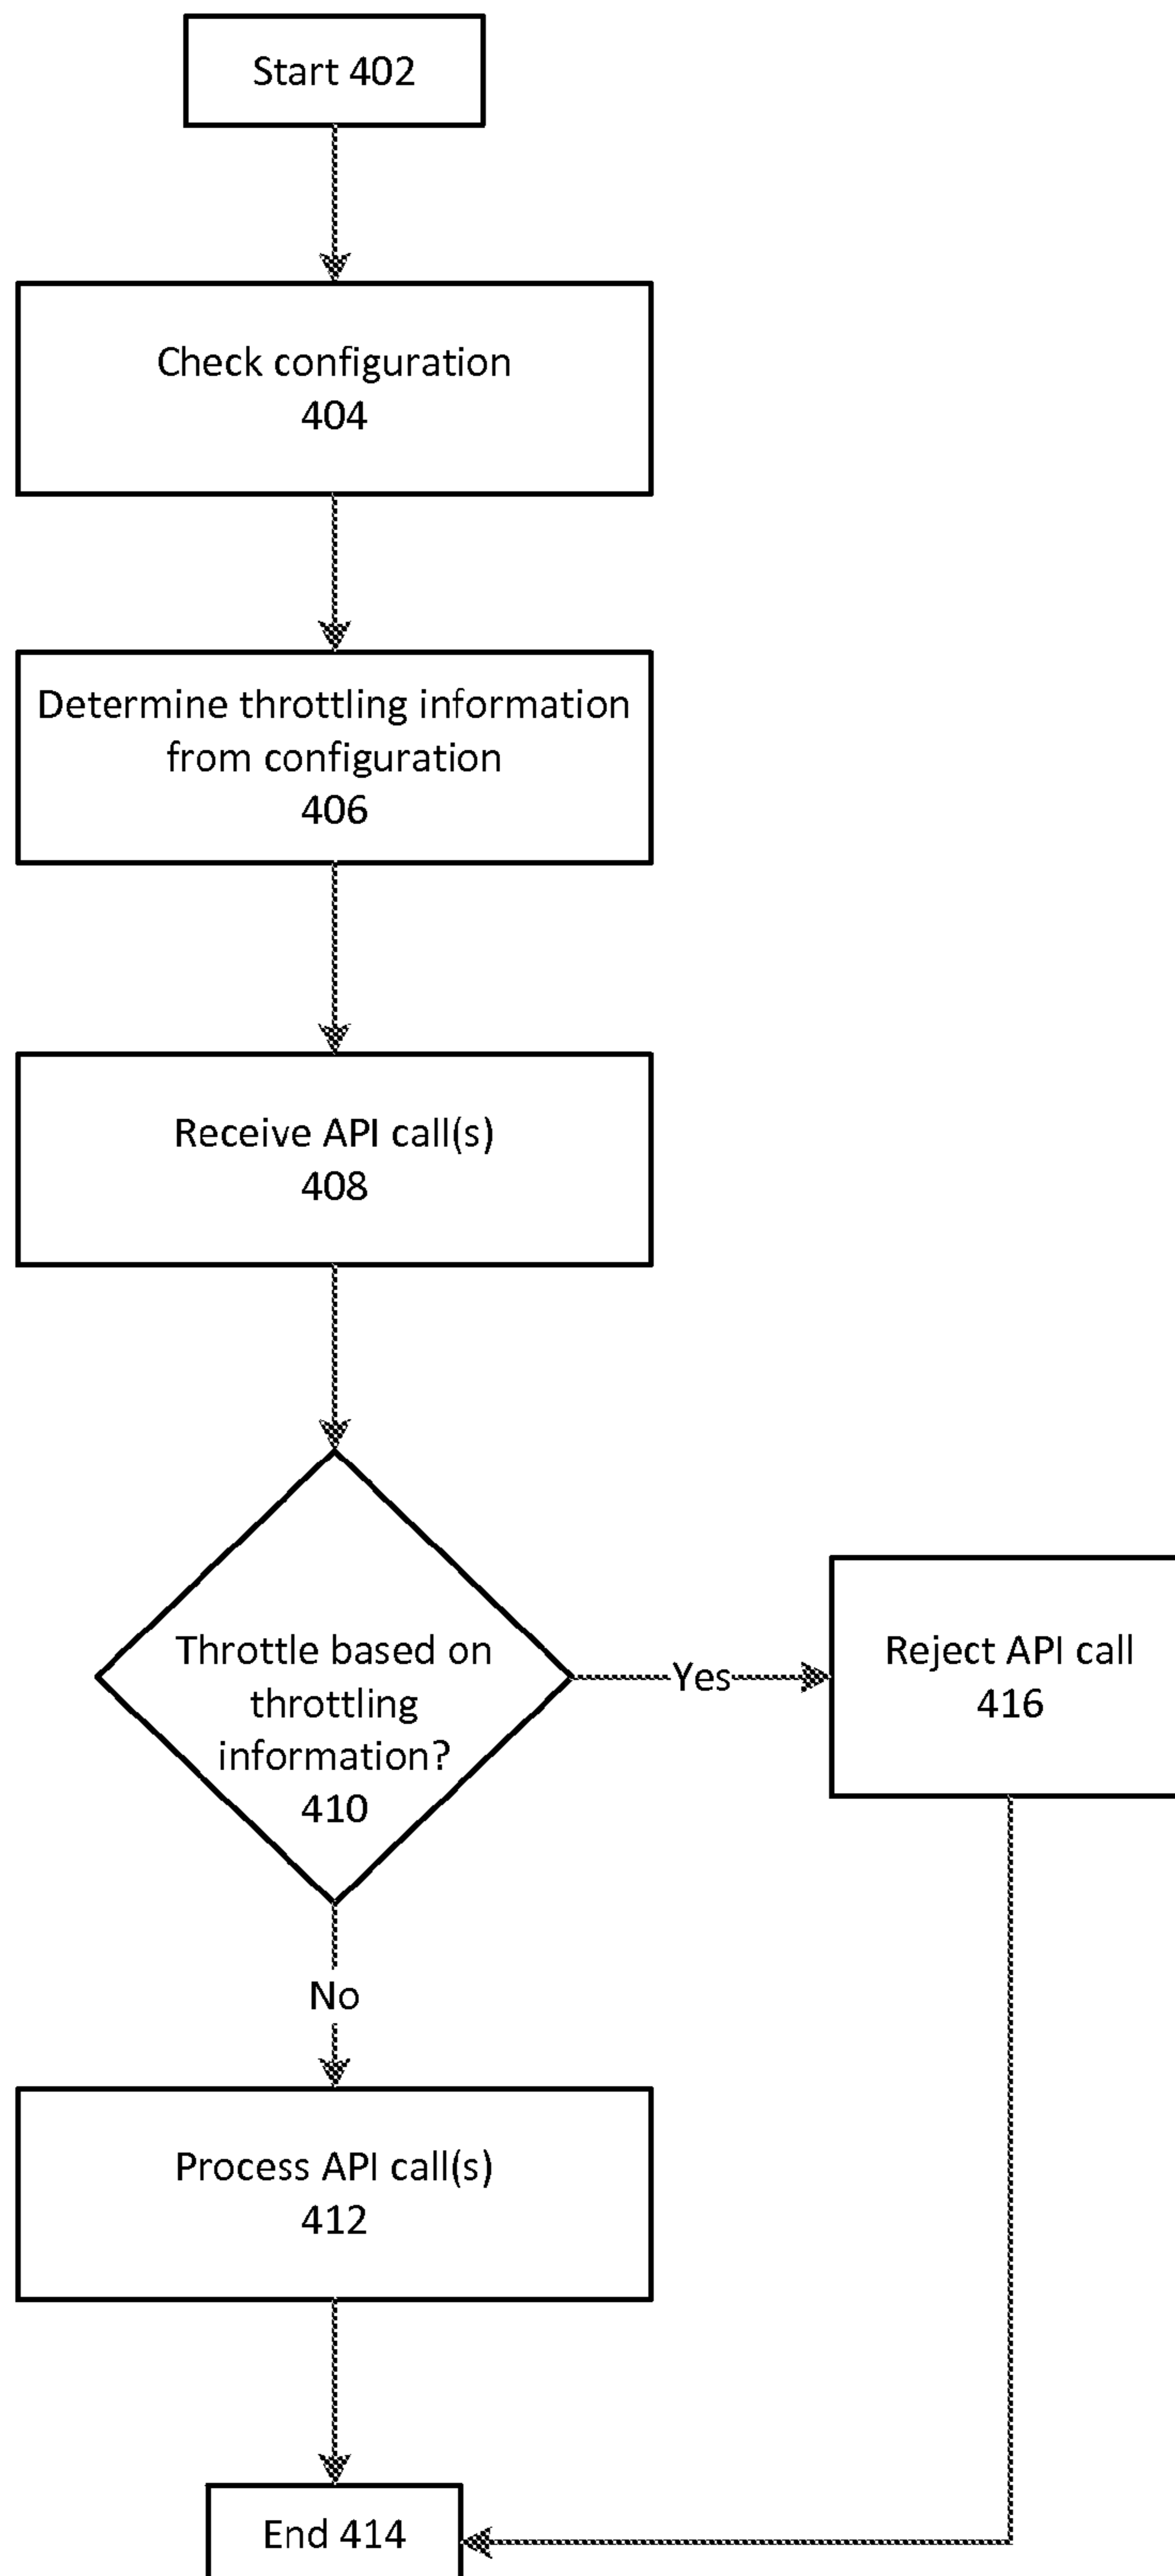 Start 402
Check configuration
404
Determine throttling information
from configuration
406
Receive API call(s)
408
Throttle based on
throttling
information?
410
Yes
Reject API call
416
No
Process API call(s)
412
End 414